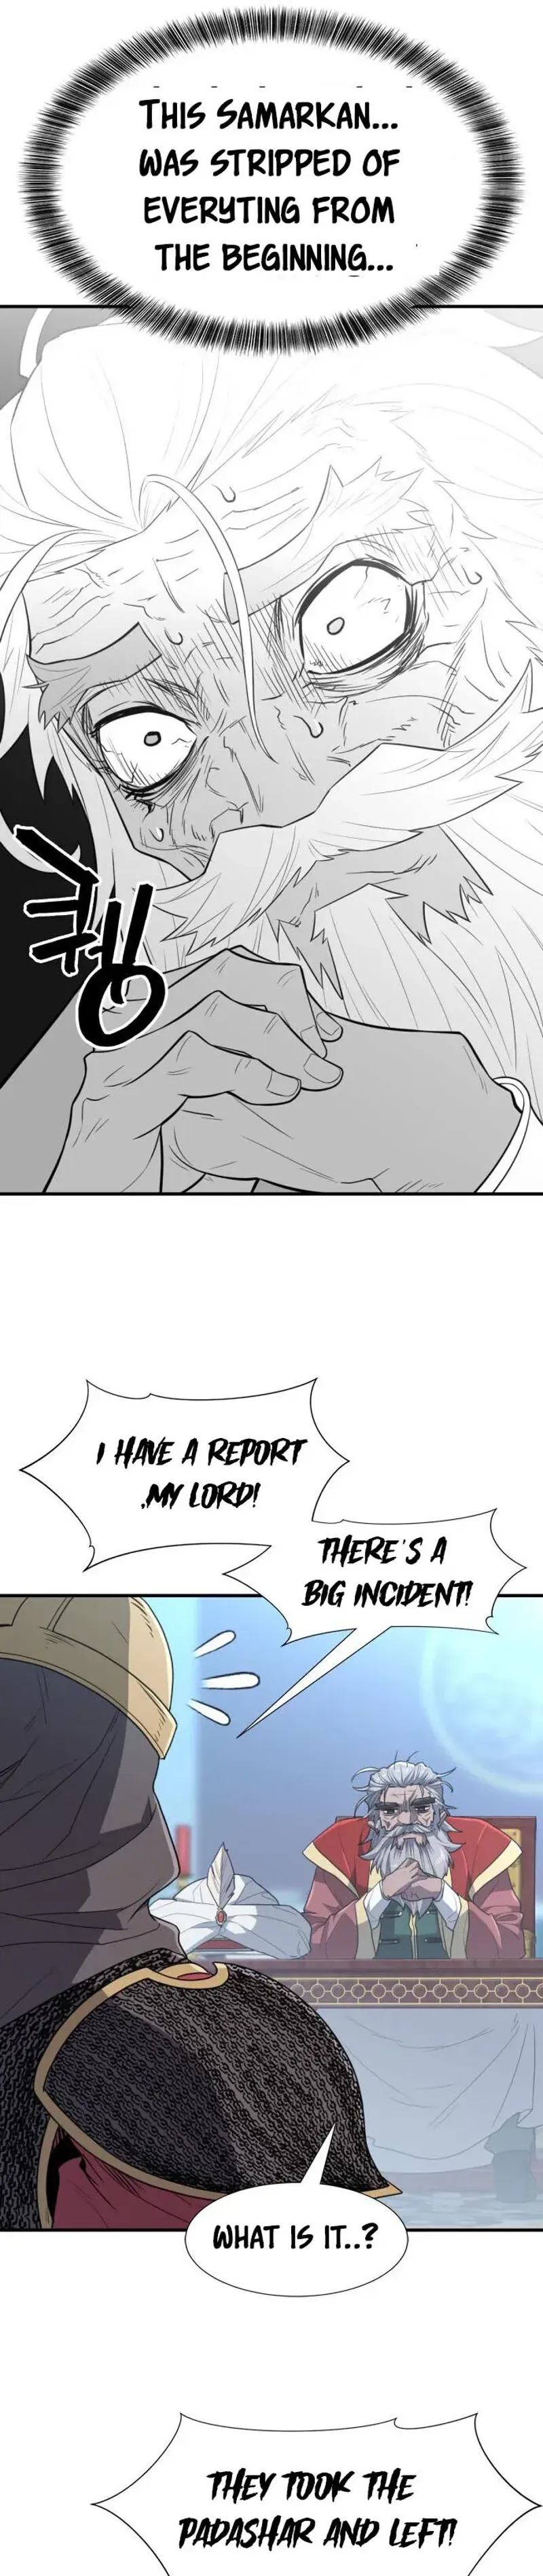 THIS SAMARKAN...
WAS STRIPPED OF
EVERYTING FROM
THE BEGINNING...
I HAVE A REPORT
,MY LORD!
THERE'S A
BIG INCIDENT!
WHAT IS IT..?
THEY TOOK THE
PADASHAR AND LEFT!